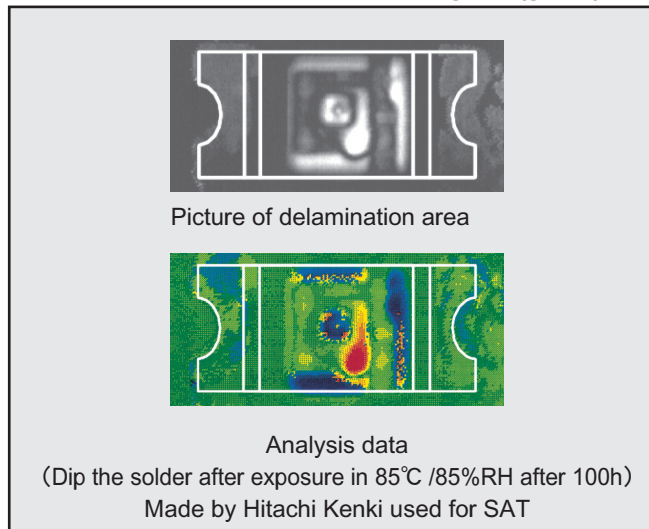 Picture of delamination area
Analysis data
（Dip the solder after exposure in 85℃ /85%RH after 100h）
Made by Hitachi Kenki used for SAT